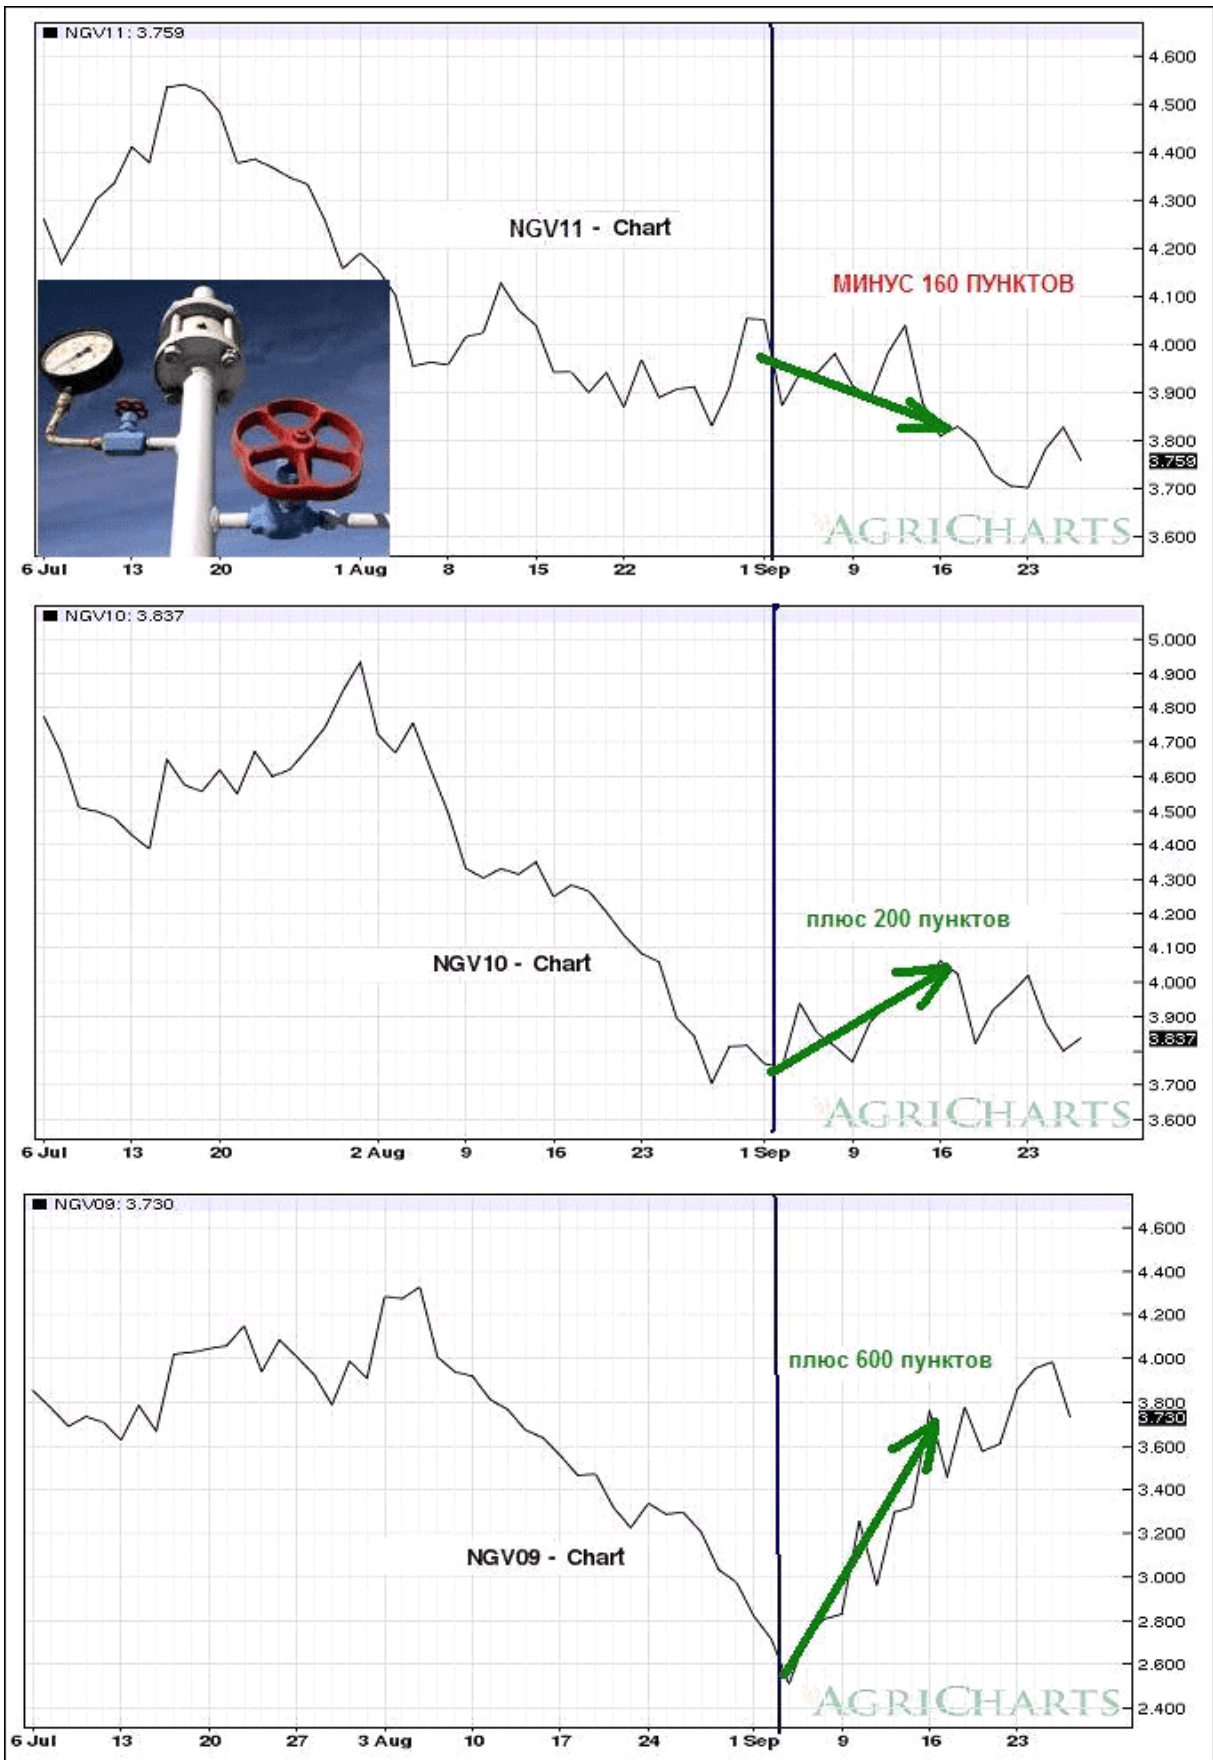 NGV11: 3.759
4.600
4.500
4.400
4.300
NGV11 - Chart
4.200
МИНУС 160 ПУНКТОВ
4.100
4.000
3.900
3.800
3.759
3.700
AGRICHARTS
3.600
6 Jul 13 20 1 Aug 8 15 22 1 Sep 9 16 23
NGV10: 3.837
5.000
4.900
4.800
4.700
4.600
4.500
4.400
4.300
4.200
плюс 200 пунктов
4.100
NGV10 - Chart
4.000
3.900
3.837
3.700
AGRICHARTS
3.600
6 Jul 13 20 2 Aug 9 16 23 1 Sep 9 16 23
NGV09: 3.730
4.600
4.400
4.200
4.000
плюс 600 пунктов
3.800
3.730
3.600
3.400
3.200
NGV09 - Chart
3.000
2.800
2.600
AGRICHARTS
2.400
6 Jul 13 20 27 3 Aug 10 17 24 1 Sep 9 16 23